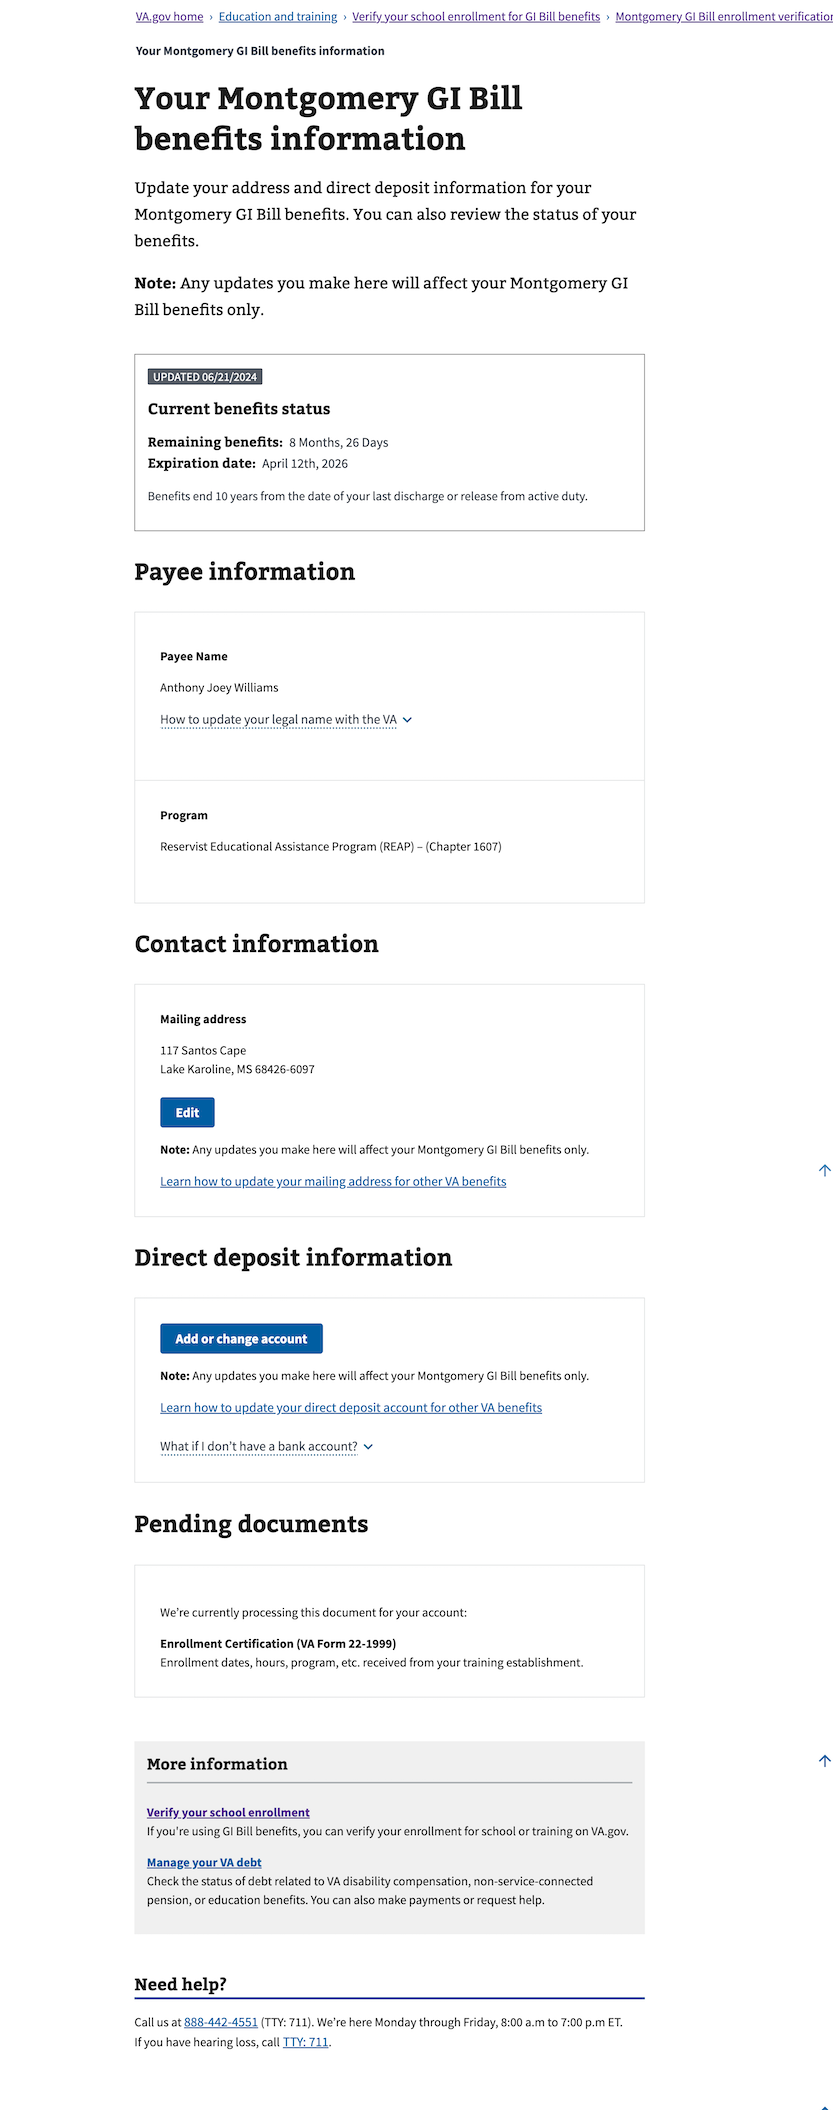 VA.gov home › Education and training › Verify your school enrollment for GI Bill benefits › Montgomery GI Bill enrollment verification
Your Montgomery GI Bill benefits information
Your Montgomery GI Bill
benefits information
Update your address and direct deposit information for your
Montgomery GI Bill benefits. You can also review the status of your
benefits.
Note: Any updates you make here will affect your Montgomery GI
Bill benefits only.
UPDATED 06/21/2024
Current benefits status
Remaining benefits: 8 Months, 26 Days
Expiration date: April 12th, 2026
Benefits end 10 years from the date of your last discharge or release from active duty.
Payee information
Payee Name
Anthony Joey Williams
How to update your legal name with the VA
Program
Reservist Educational Assistance Program (REAP) – (Chapter 1607)
Contact information
Mailing address
117 Santos Cape
Lake Karoline, MS 68426-6097
Edit
Note: Any updates you make here will affect your Montgomery GI Bill benefits only.
Learn how to update your mailing address for other VA benefits
Direct deposit information
Add or change account
Note: Any updates you make here will affect your Montgomery GI Bill benefits only.
Learn how to update your direct deposit account for other VA benefits
What if I don't have a bank account?
Pending documents
We're currently processing this document for your account:
Enrollment Certification (VA Form 22-1999)
Enrollment dates, hours, program, etc. received from your training establishment.
More information
Verify your school enrollment
If you're using GI Bill benefits, you can verify your enrollment for school or training on VA.gov.
Manage your VA debt
Check the status of debt related to VA disability compensation, non-service-connected
pension, or education benefits. You can also make payments or request help.
Need help?
Call us at 888-442-4551 (TTY: 711). We're here Monday through Friday, 8:00 a.m to 7:00 p.m ET.
If you have hearing loss, call TTY: 711.